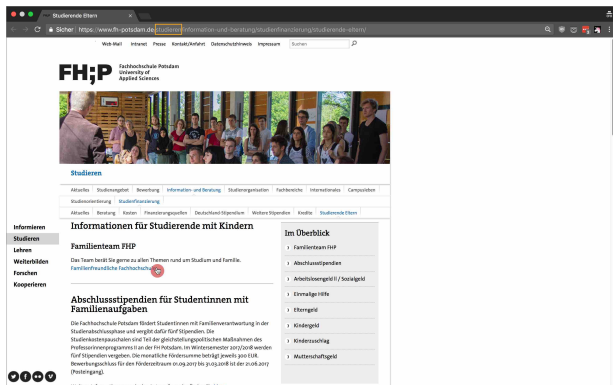 Studierende Eltern
Sicher https://www.fh-potsdam.de/studieren/information-und-beratung/studienfinanzierung/studierende-eltern/
Web-Mail Intranet Presse Kontakt/Anfahrt Datenschutzhinweis Impressum Suchen
FH;P Fachhochschule Potsdam
University of
Applied Sciences
Studieren
Aktuelles Studienangebot Bewerbung Information und Beratung Studienorganisation Fachbereiche Internationales Campusleben
Studienorientierung Studienfinanzierung
Aktuelles Beratung Kosten Finanzierungsquellen Deutschland-Stipendium Weitere Stipendien Kredite Studierende Eltern
Informieren
Studieren
Lehren
Weiterbilden
Forschen
Kooperieren
Informationen für Studierende mit Kindern
Familienteam FHP
Das Team berät Sie gerne zu allen Themen rund um Studium und Familie.
Familienfreundliche Fachhochschule
Abschlussstipendien für Studentinnen mit
Familienaufgaben
Die Fachhochschule Potsdam fördert Studentinnen mit Familienverantwortung in der
Studienabschlussphase und vergibt dafür fünf Stipendien. Die
Studienkostenpauschalen sind Teil der gleichstellungspolitischen Maßnahmen des
Professorinnenprogramms II an der FH Potsdam. Im Wintersemester 2017/2018 werden
fünf Stipendien vergeben. Die monatliche Fördersumme beträgt jeweils 300 EUR.
Bewerbungsschluss für den Förderzeitraum 01.09.2017 bis 31.03.2018 ist der 21.06.2017
(Posteingang).
Im Überblick
Familienteam FHP
Abschlussstipendien
Arbeitslosengeld II / Sozialgeld
Einmalige Hilfe
Elterngeld
Kindergeld
Kinderzuschlag
Mutterschaftsgeld